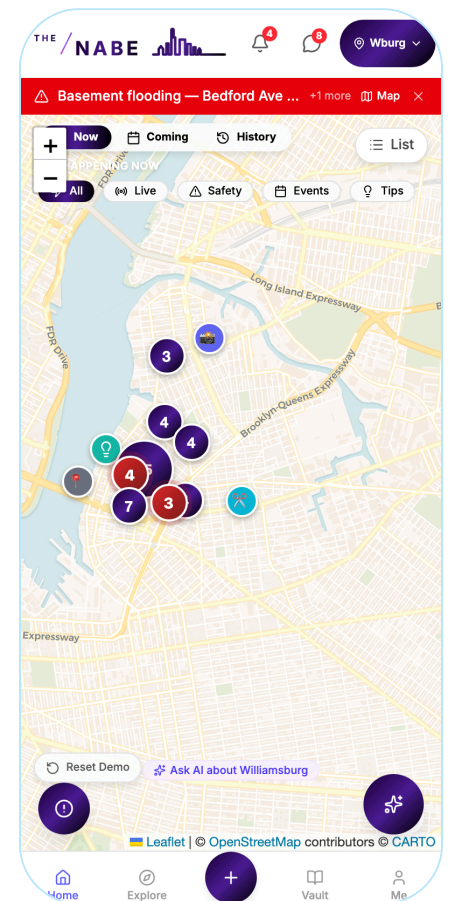 THE / NABE
4
8
Wburg
Basement flooding — Bedford Ave ... +1 more Map ×
+ Now Coming History
List
APPENING NOW
−
All Live Safety Events Tips
FDR Drive
Long Island Expressway
FDR Drive
3
Brooklyn-Queens Expressway
4
4
4
7
3
Expressway
Reset Demo
Ask AI about Williamsburg
Leaflet | © OpenStreetMap contributors © CARTO
Home Explore + Vault Me